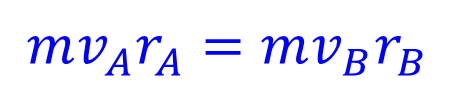 mv_A r_A = mv_B r_B